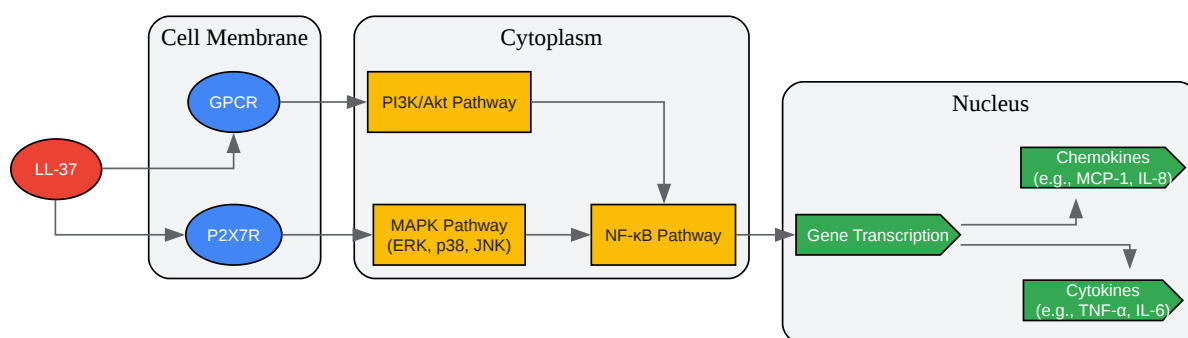 Cell Membrane
Cytoplasm
Nucleus
LL-37
GPCR
P2X7R
PI3K/Akt Pathway
MAPK Pathway
(ERK, p38, JNK)
NF-κB Pathway
Gene Transcription
Chemokines
(e.g., MCP-1, IL-8)
Cytokines
(e.g., TNF-α, IL-6)